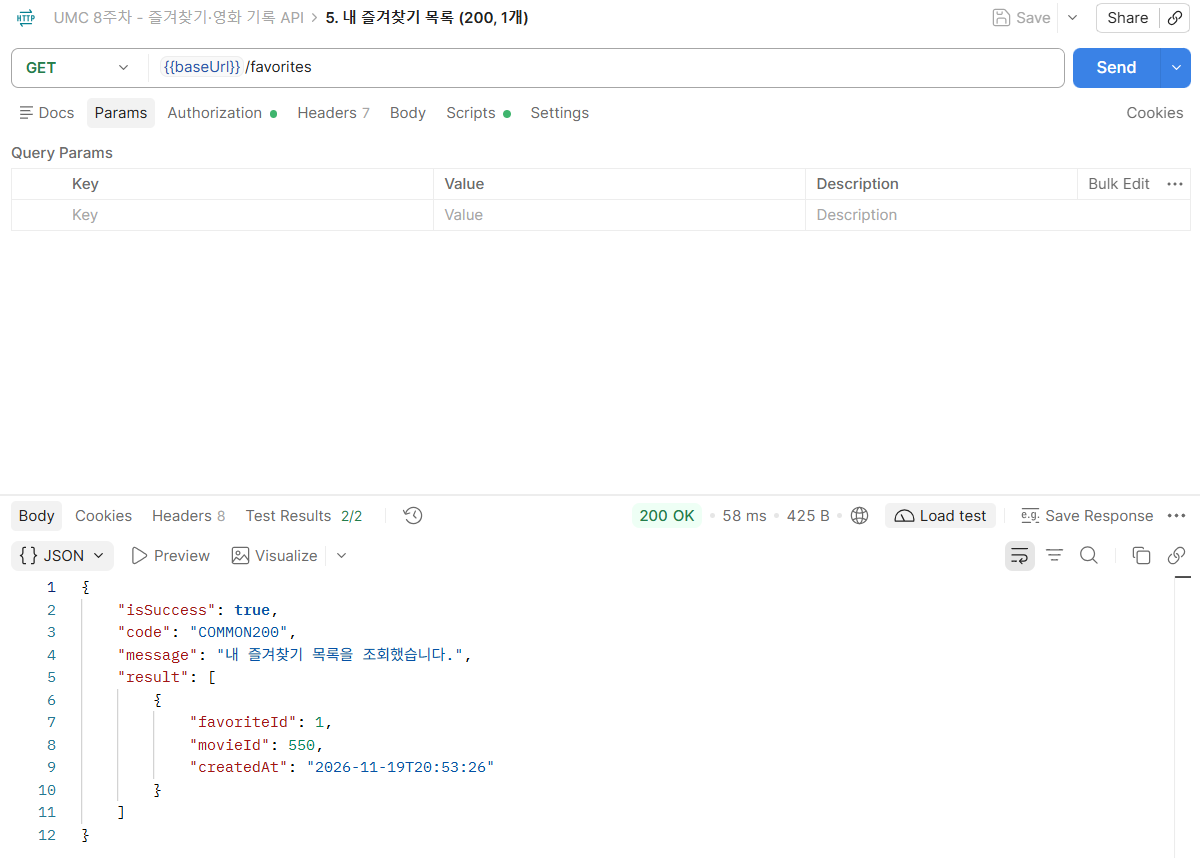 HTTP UMC 8주차 - 즐겨찾기·영화 기록 API > 5. 내 즐겨찾기 목록 (200, 1개) Save Share
GET {{baseUrl}} /favorites Send
Docs Params Authorization Headers 7 Body Scripts Settings Cookies
Query Params
Key Value Description Bulk Edit ...
Key Value Description
Body Cookies Headers 8 Test Results 2/2 200 OK • 58 ms • 425 B • Load test e.g. Save Response ...
{} JSON Preview Visualize
1 {
2 "isSuccess": true,
3 "code": "COMMON200",
4 "message": "내 즐겨찾기 목록을 조회했습니다.",
5 "result": [
6 {
7 "favoriteId": 1,
8 "movieId": 550,
9 "createdAt": "2026-11-19T20:53:26"
10 }
11 ]
12 }